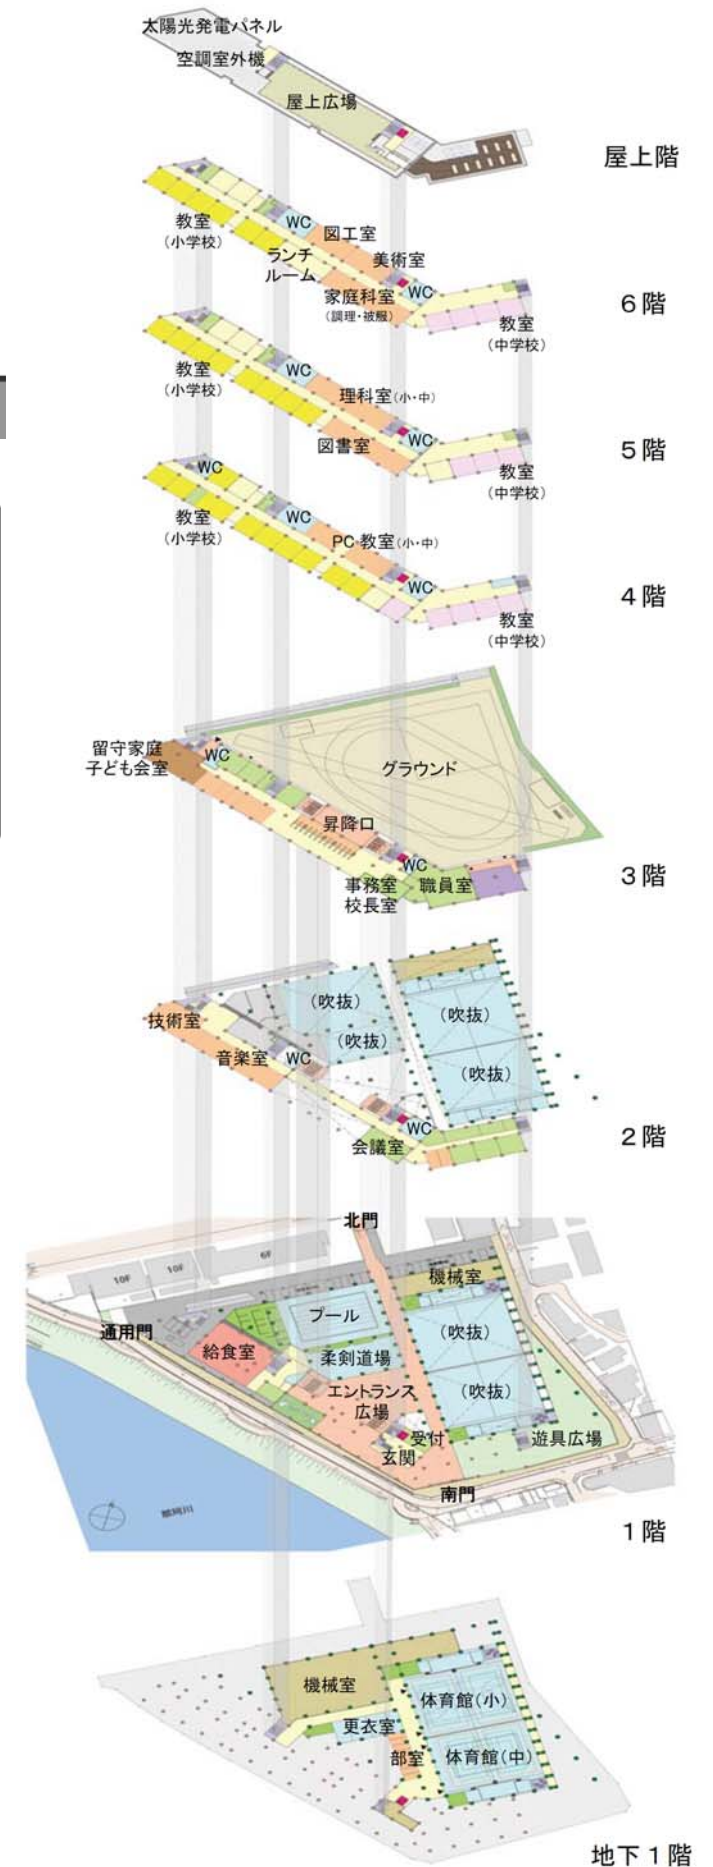 太陽光発電パネル
空調室外機
屋上広場
屋上階
WC
図工室
教室
(小学校)
ランチ
ルーム
美術室
WC
家庭科室
(調理・被服)
教室
(中学校)
6階
WC
教室
(小学校)
理科室(小・中)
WC
図書室
教室
(中学校)
5階
WC
教室
(小学校)
WC
PC教室(小・中)
WC
教室
(中学校)
4階
留守家庭
子ども会室
WC
グラウンド
昇降口
WC
事務室
校長室
職員室
3階
(吹抜)
(吹抜)
(吹抜)
(吹抜)
技術室
音楽室
WC
WC
会議室
2階
北門
10F
10F
6F
機械室
通用門
プール
(吹抜)
給食室
柔剣道場
エントランス
広場
(吹抜)
受付
玄関
遊具広場
南門
1階
機械室
体育館(小)
更衣室
部室
体育館(中)
地下1階